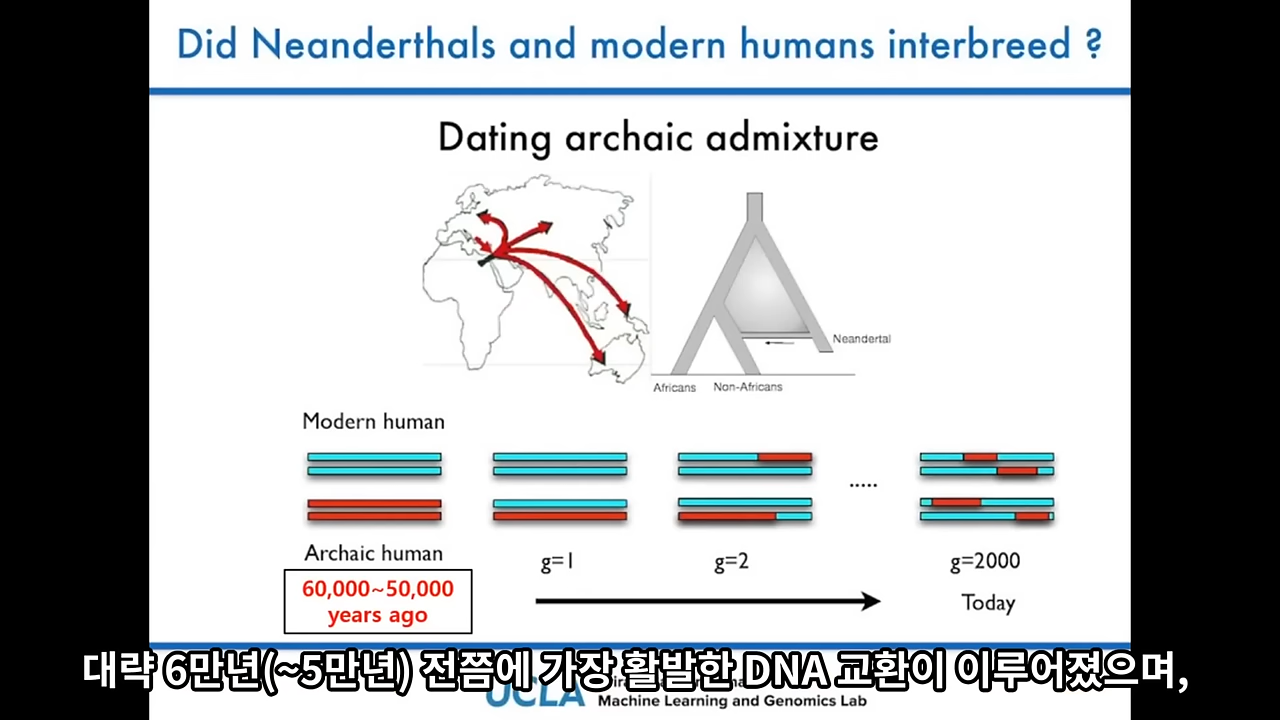 Did Neanderthals and modern humans interbreed ?
Dating archaic admixture
Neandertal
Africans Non-Africans
Modern human
.....
Archaic human
g=1 g=2 g=2000
60,000~50,000
years ago
Today
대략 6만년(~5만년) 전쯤에 가장 활발한 DNA 교환이 이루어졌으며,
UCLA
Machine Learning and Genomics Lab